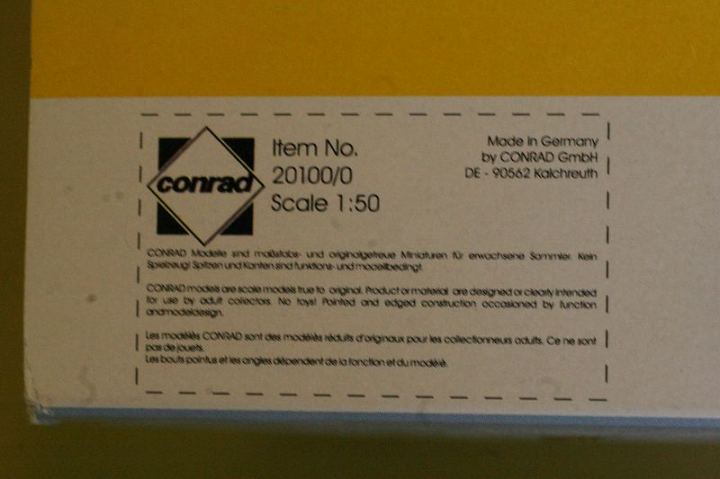 conrad
Item No.
20100/0
Scale 1:50
Made in Germany
by CONRAD GmbH
DE - 90562 Kalchreuth
CONRAD Modelle sind maßstabs- und originalgetreue Miniaturen für erwachsene Sammler. Kein
Spielzeug! Spitzen und Kanten sind funktions- und modellbedingt
CONRAD models are scale models true to original. Product or material are designed or clearly intended
for use by adult collectors. No toys! Pointed and edged construction occasioned by function
andmodeldesign.
Les modélés CONRAD sont des modélés réduits d'originaux pour les collectionneurs adults. Ce ne sont
pas de jouets.
Les bouts pointus et les angles dépendent de la fonction et du modéré.